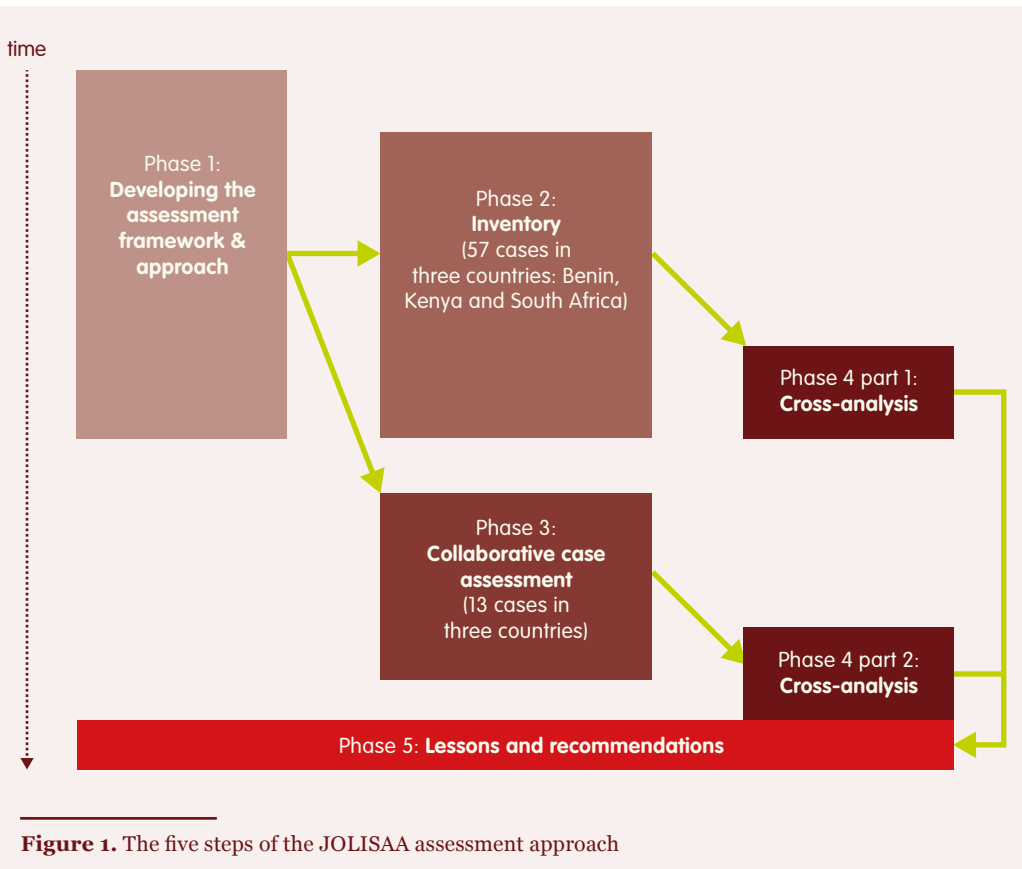 time
Phase 1:
Developing the
assessment
framework &
approach
Phase 2:
Inventory
(57 cases in
three countries: Benin,
Kenya and South Africa)
Phase 4 part 1:
Cross-analysis
Phase 3:
Collaborative case
assessment
(13 cases in
three countries)
Phase 4 part 2:
Cross-analysis
Phase 5: Lessons and recommendations
Figure 1. The five steps of the JOLISAA assessment approach